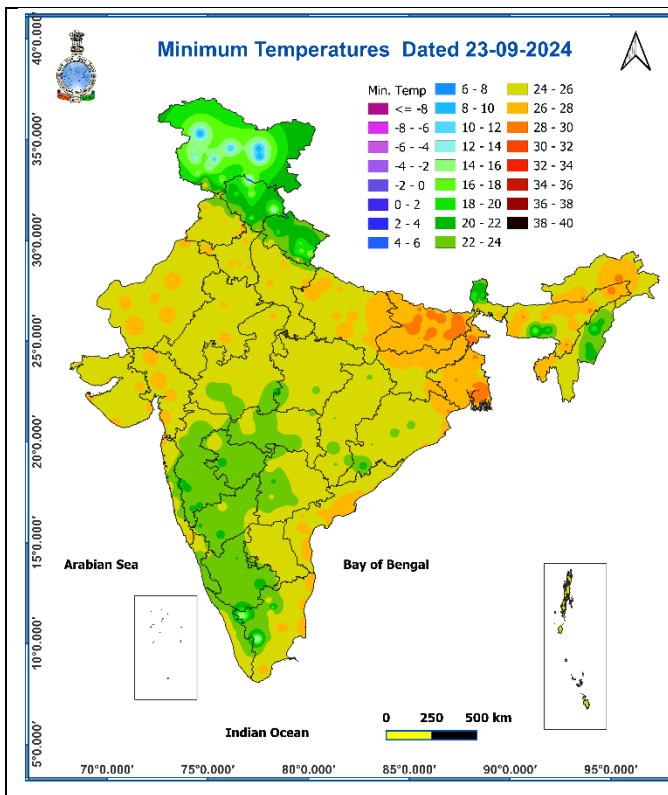 Minimum Temperatures Dated 23-09-2024
Min. Temp
<= -8
-8 - -6
-6 - -4
-4 - -2
-2 - 0
0 - 2
2 - 4
4 - 6
6 - 8
8 - 10
10 - 12
12 - 14
14 - 16
16 - 18
18 - 20
20 - 22
22 - 24
24 - 26
26 - 28
28 - 30
30 - 32
32 - 34
34 - 36
36 - 38
38 - 40
40°0.000'
35°0.000'
30°0.000'
25°0.000'
20°0.000'
15°0.000'
10°0.000'
5°0.000'
Arabian Sea
Bay of Bengal
Indian Ocean
0 250 500 km
70°0.000' 75°0.000' 80°0.000' 85°0.000' 90°0.000' 95°0.000'